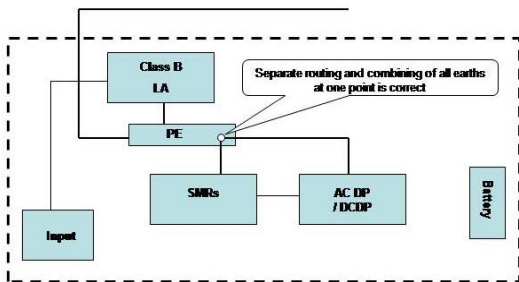 Class B
LA
Separate routing and combining of all earths
at one point is correct
PE
SMRs
AC DP
/ DCDP
Battery
Input